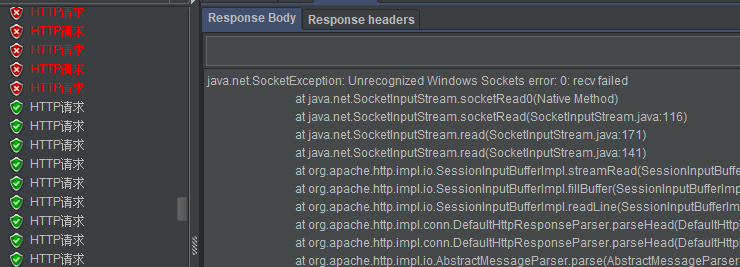 HTTP请求
HTTP请求
HTTP请求
HTTP请求
HTTP请求
HTTP请求
HTTP请求
HTTP请求
HTTP请求
HTTP请求
HTTP请求
HTTP请求
HTTP请求
HTTP请求
Response Body
Response headers
java.net.SocketException: Unrecognized Windows Sockets error: 0: recv failed
at java.net.SocketInputStream.socketRead0(Native Method)
at java.net.SocketInputStream.socketRead(SocketInputStream.java:116)
at java.net.SocketInputStream.read(SocketInputStream.java:171)
at java.net.SocketInputStream.read(SocketInputStream.java:141)
at org.apache.http.impl.io.SessionInputBufferImpl.streamRead(SessionInputBuffer
at org.apache.http.impl.io.SessionInputBufferImpl.fillBuffer(SessionInputBufferImpl
at org.apache.http.impl.io.SessionInputBufferImpl.readLine(SessionInputBufferIm
at org.apache.http.impl.conn.DefaultHttpResponseParser.parseHead(DefaultHttp
at org.apache.http.impl.conn.DefaultHttpResponseParser.parseHead(DefaultHttp
at org.apache.http.impl.io.AbstractMessageParser.parse(AbstractMessageParser